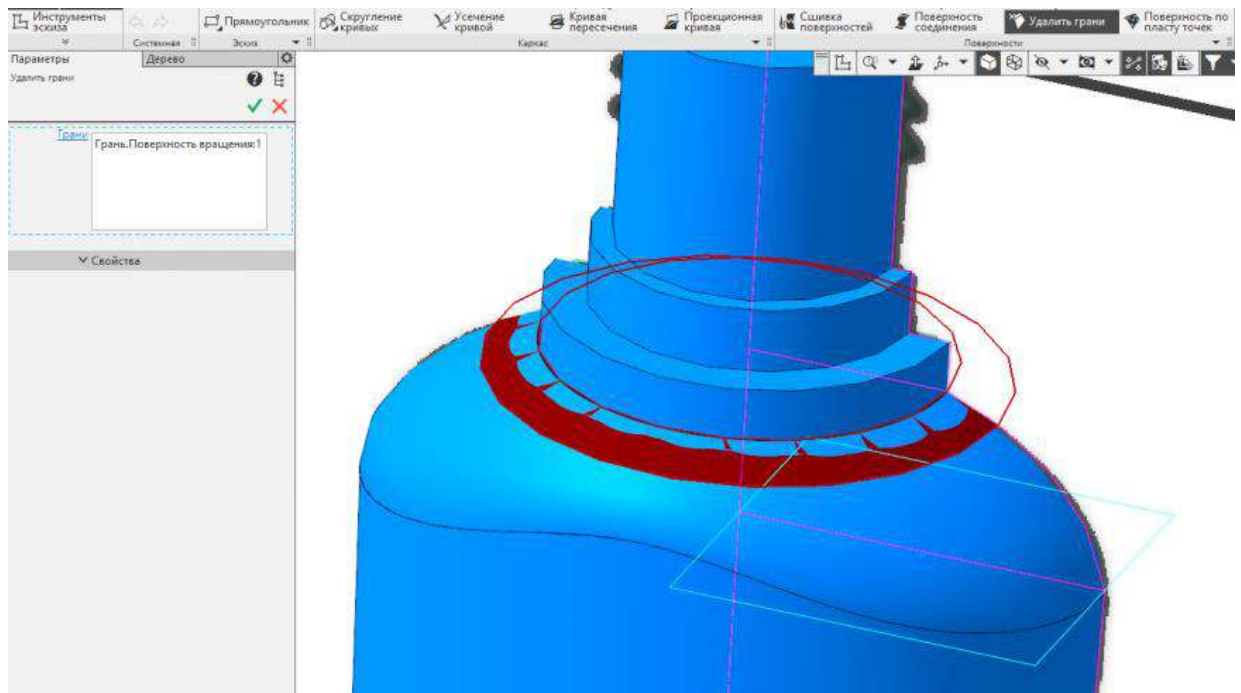 Инструменты эскиза
Прямоугольник
Скругление кривых
Усечение кривой
Кривая пересечения
Проекционная кривая
Сшивка поверхностей
Поверхность соединения
Удалить грани
Поверхность по пласту точек
Системная
Эскиз
Каркас
Поверхности
Параметры
Дерево
Удалить грани
Грани
Грань.Поверхность вращения:1
Свойства